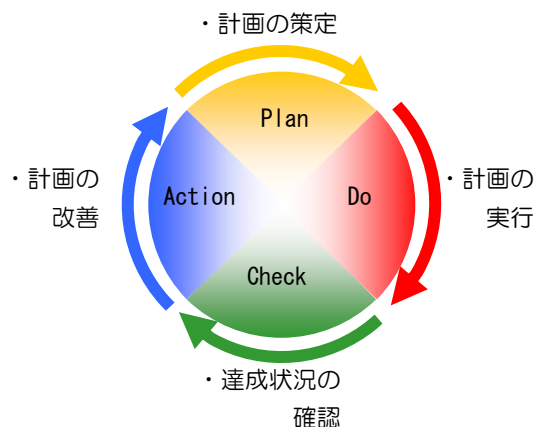 ・計画の策定
Plan
・計画の
改善
Action
Do
・計画の
実行
Check
・達成状況の
確認